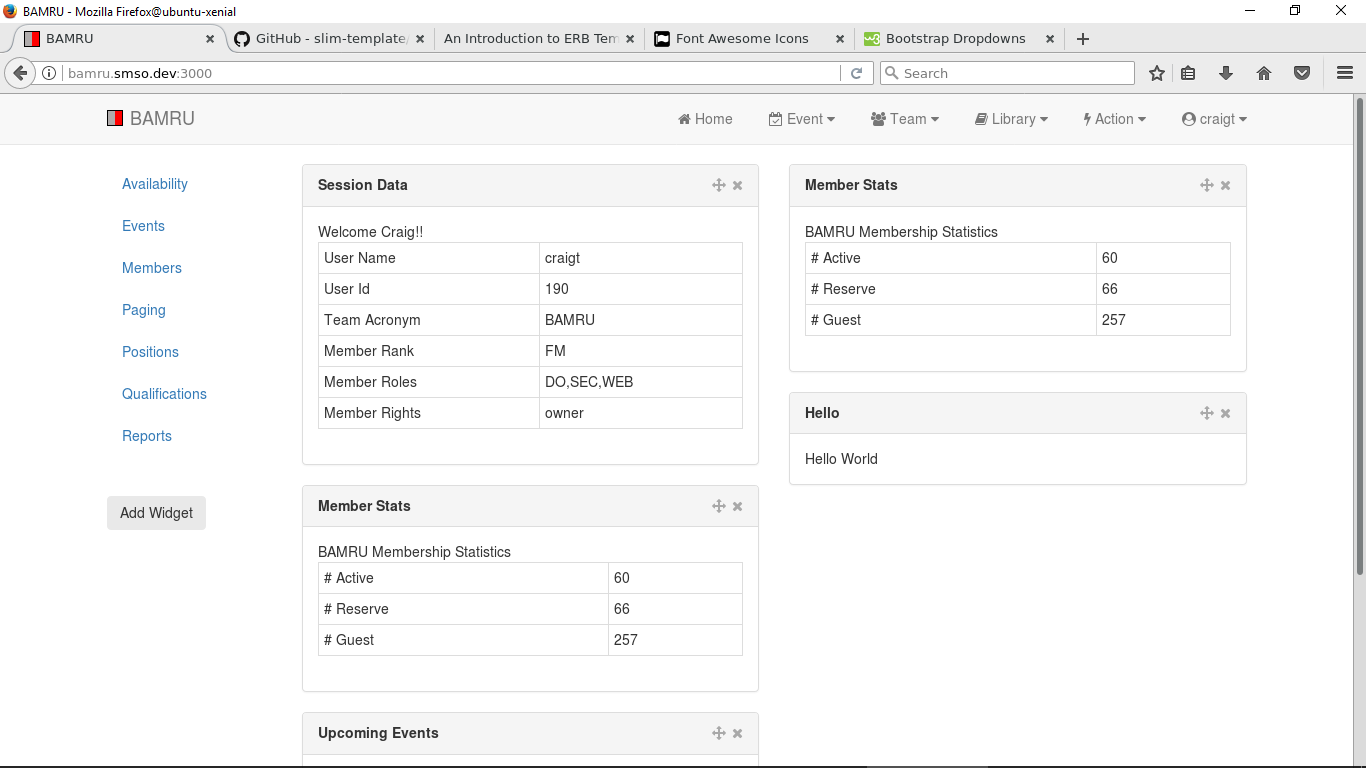 BAMRU - Mozilla Firefox@ubuntu-xenial
BAMRU
GitHub - slim-template
An Introduction to ERB Tem
Font Awesome Icons
Bootstrap Dropdowns
bamru.smso.dev:3000
Search
BAMRU
Home
Event
Team
Library
Action
craigt
Availability
Events
Members
Paging
Positions
Qualifications
Reports
Add Widget
Session Data
Welcome Craig!!
User Name craigt
User Id 190
Team Acronym BAMRU
Member Rank FM
Member Roles DO,SEC,WEB
Member Rights owner
Member Stats
BAMRU Membership Statistics
# Active 60
# Reserve 66
# Guest 257
Upcoming Events
Member Stats
BAMRU Membership Statistics
# Active 60
# Reserve 66
# Guest 257
Hello
Hello World